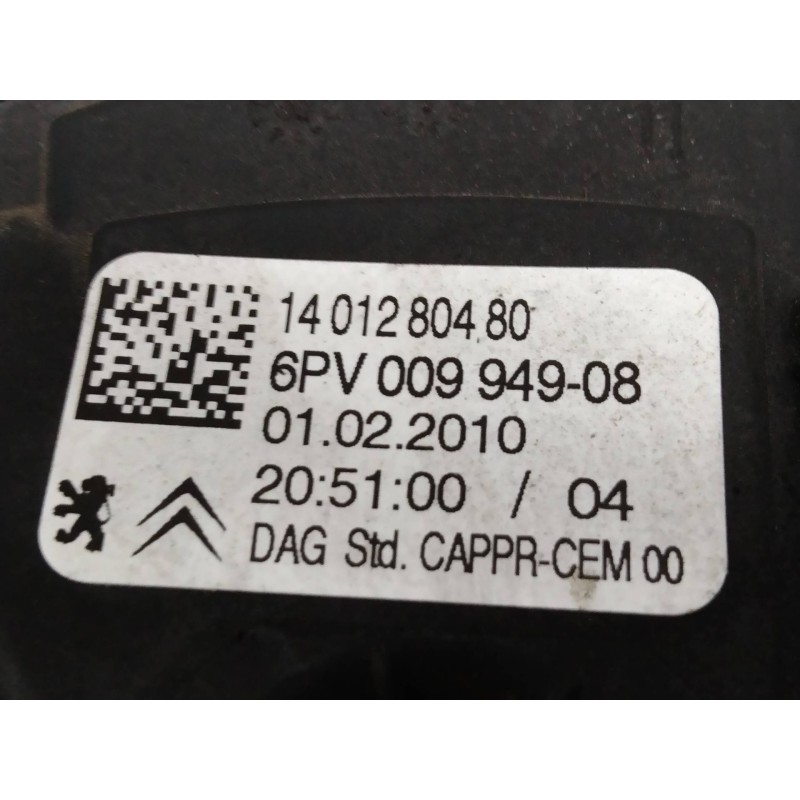 14 012 804 80
6PV 009 949-08
01.02.2010
20:51:00 / 04
DAG Std. CAPPR-CEM 00